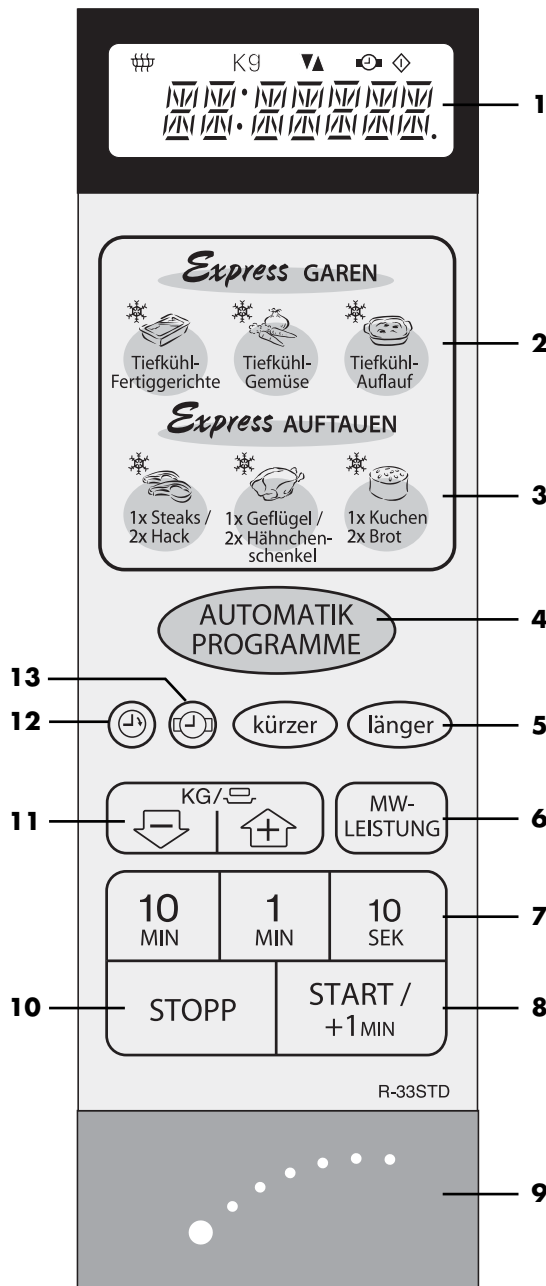 Kg
1
Express GAREN
Tiefkühl-
Fertiggerichte
Tiefkühl-
Gemüse
Tiefkühl-
Auflauf
2
Express AUFTAUEN
1x Steaks /
2x Hack
1x Geflügel /
2x Hähnchen-
schenkel
1x Kuchen
2x Brot
3
AUTOMATIK
PROGRAMME
4
13
12
kürzer
länger
5
11
KG/
MW-
LEISTUNG
6
10
MIN
1
MIN
10
SEK
7
10
STOPP
START /
+1 MIN
8
R-33STD
9